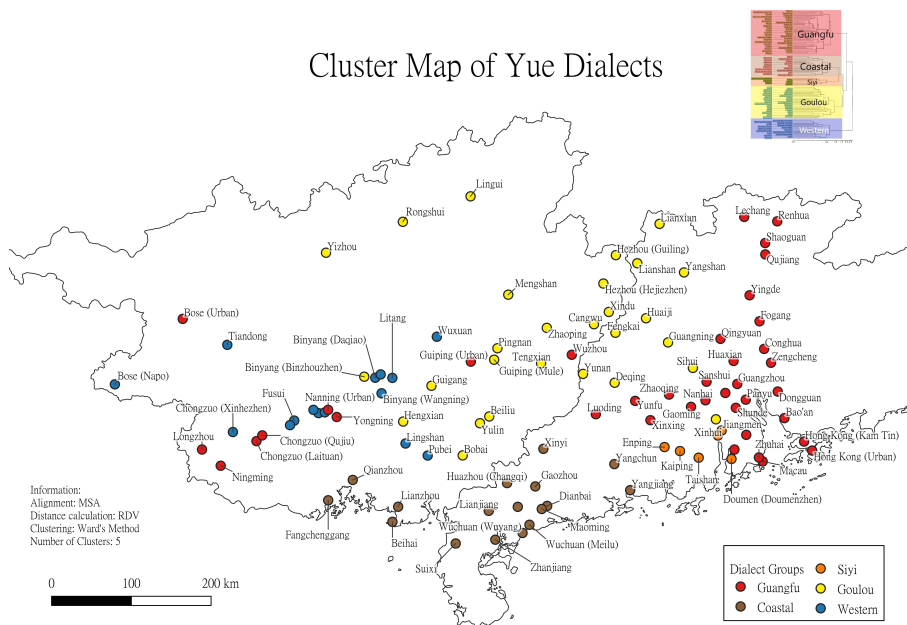 Cluster Map of Yue Dialects
Guangfu
Coastal
Siyi
Goulou
Western
Lingui
Rongshui
Yizhou
Lianxian
Lechang
Renhua
Shaoguan
Qujiang
Hezhou (Guiling)
Lianshan
Yangshan
Hezhou (Hejiezhen)
Mengshan
Yingde
Bose (Urban)
Xindu
Cangwu
Huaiji
Fengkai
Fogang
Tiandong
Litang
Wuxuan
Binyang (Daqiao)
Pingnan
Zhaoping
Guangning
Qingyuan
Conghua
Guiping (Urban)
Tengxian
Wuzhou
Huaxian
Zengcheng
Binyang (Binzhouzhen)
Guiping (Mule)
Yunan
Sihui
Bose (Napo)
Guigang
Deqing
Sanshui
Guangzhou
Fusui
Nanning (Urban)
Binyang (Wangning)
Zhaoqing
Nanhai
Panyu
Dongguan
Chongzuo (Xinhezhen)
Yongning
Hengxian
Beiliu
Luoding
Yunfu
Gaoming
Shunde
Bao'an
Longzhou
Chongzuo (Qujiu)
Yulin
Xinxing
Jiangmen
Chongzuo (Laituan)
Lingshan
Xinyi
Enping
Xinhui
Hong Kong (Kam Tin)
Pubei
Bobai
Kaiping
Zhuhai
Hong Kong (Urban)
Ningming
Qianzhou
Huazhou (Changqi)
Gaozhou
Yangchun
Taishan
Macau
Yangjiang
Doumen (Doumenzhen)
Lianzhou
Lianjiang
Dianbai
Fangchenggang
Beihai
Wuchuan (Wuyang)
Maoming
Wuchuan (Meilu)
Suixi
Zhanjiang
Information:
Alignment: MSA
Distance calculation: RDV
Clustering: Ward's Method
Number of Clusters: 5
0 100 200 km
Dialect Groups
Guangfu
Coastal
Siyi
Goulou
Western